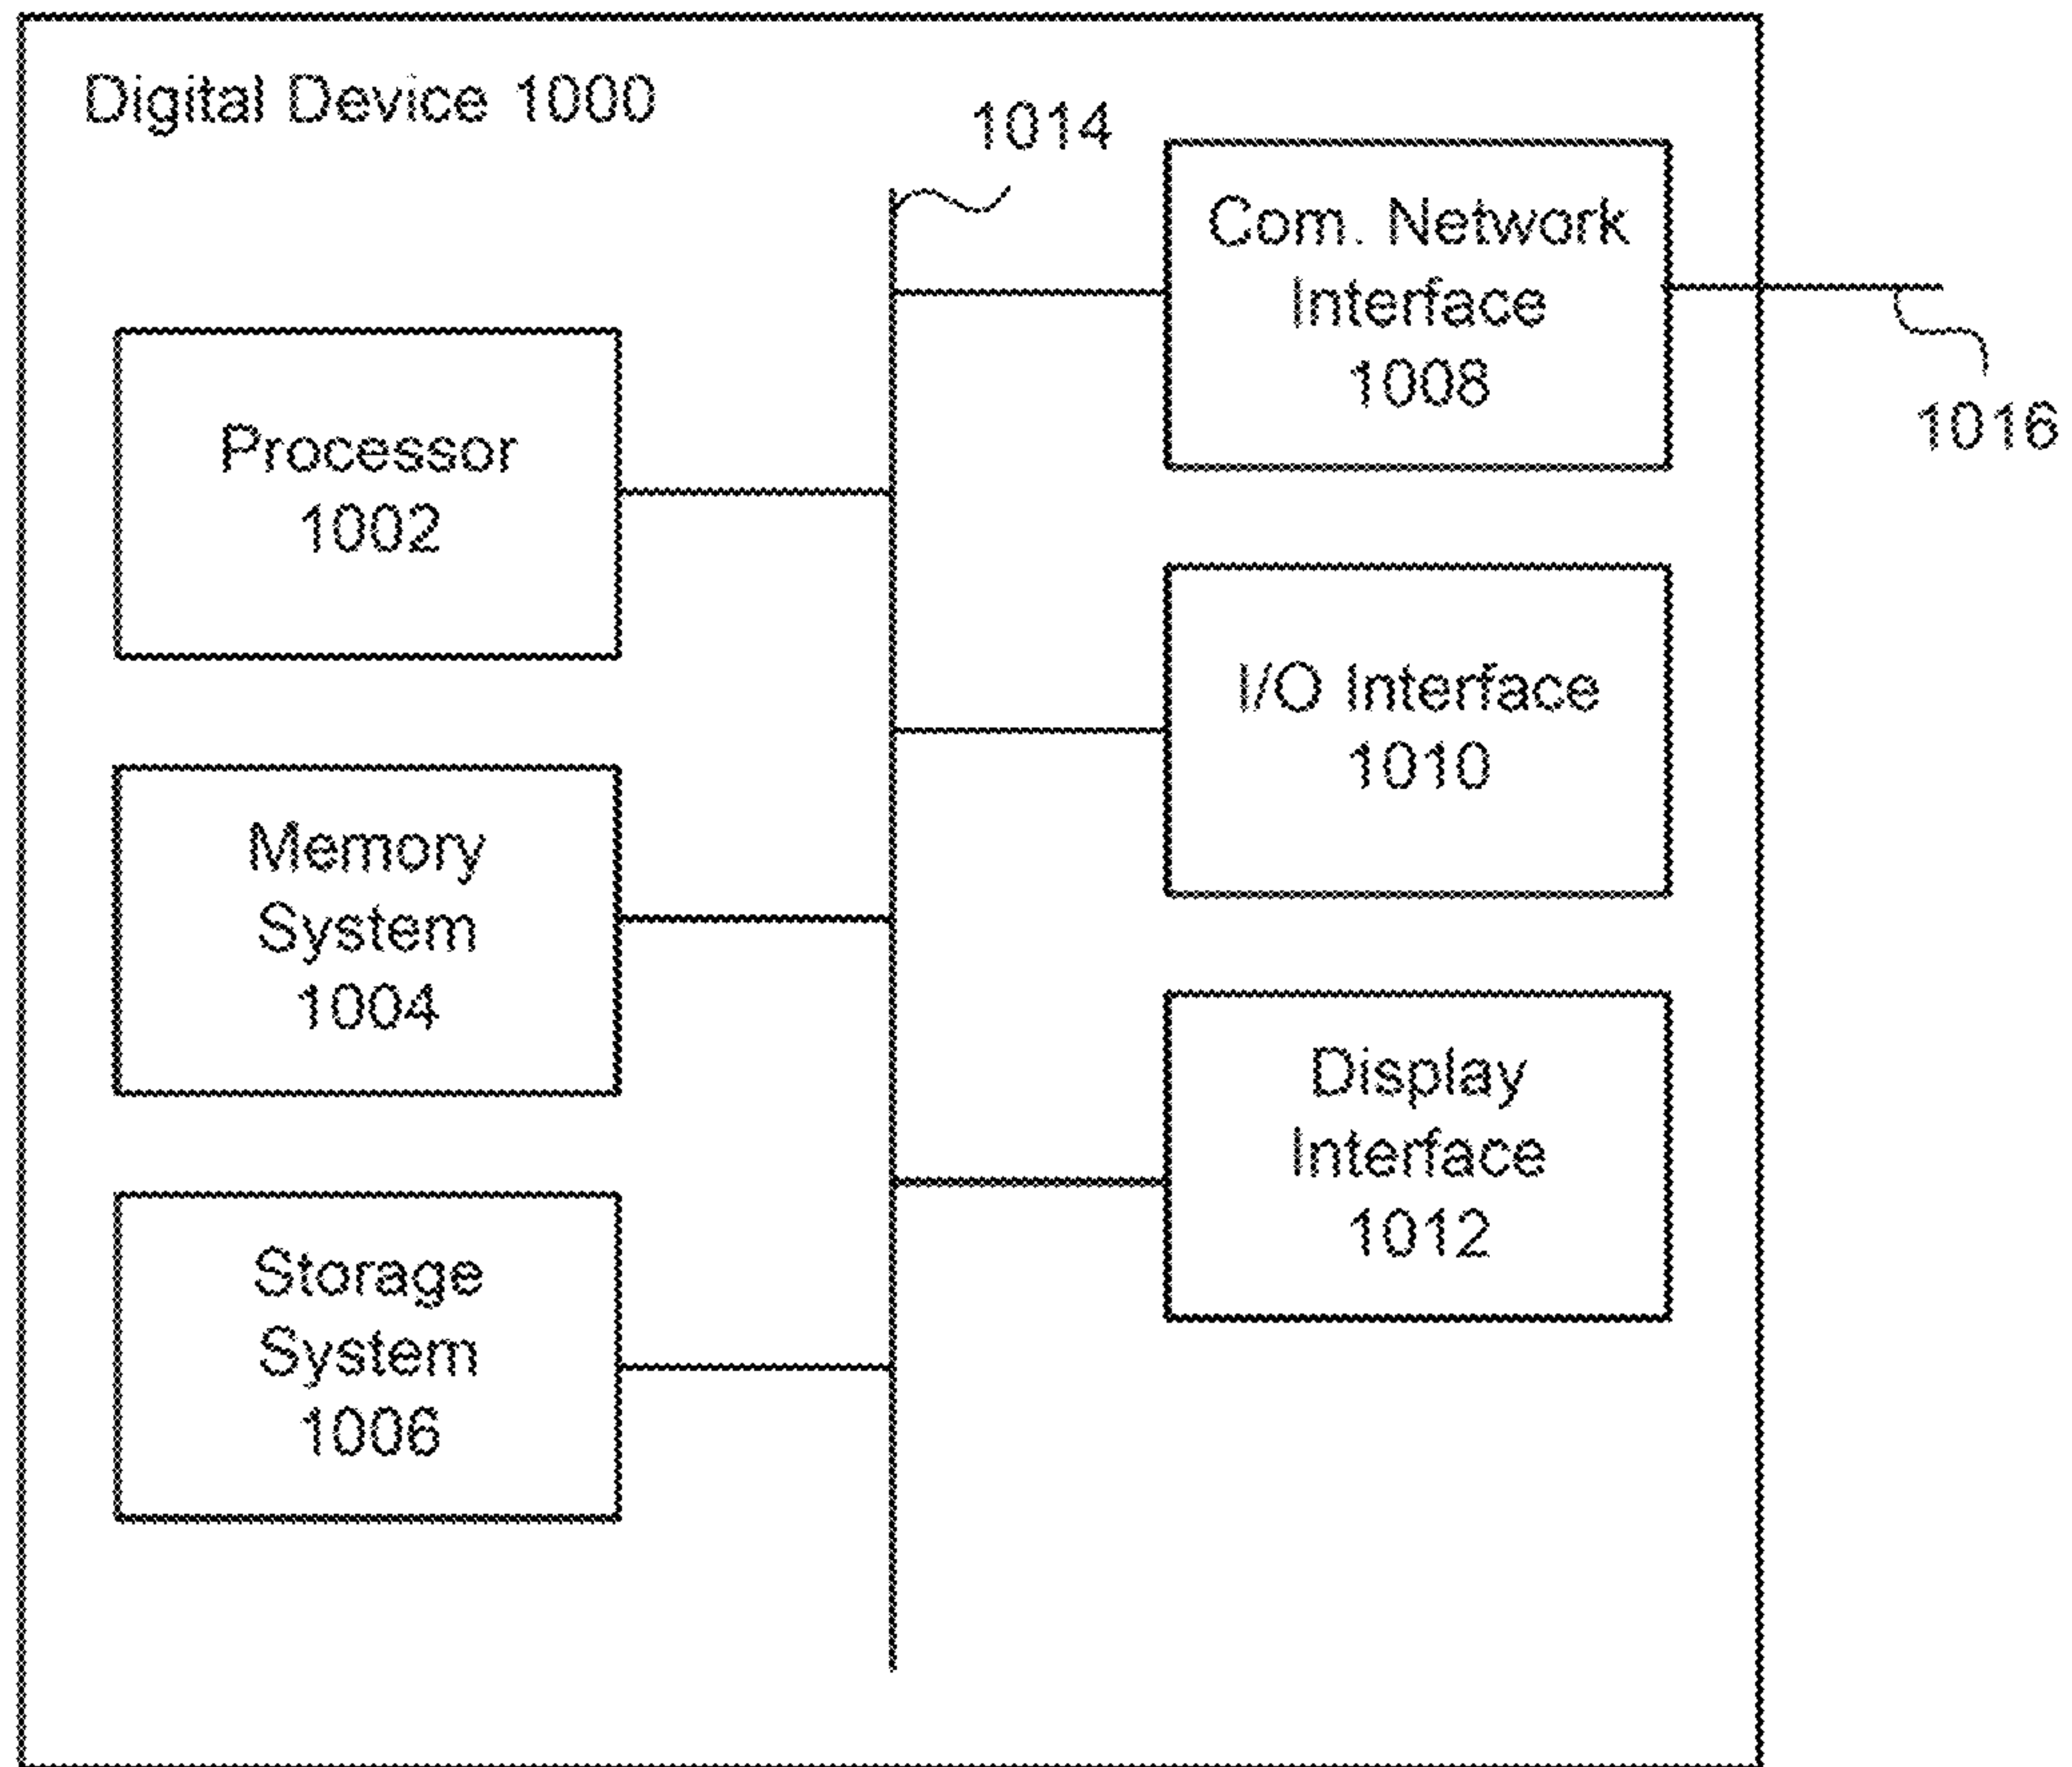 Digital Device 1000
1014
Com. Network
Interface
1008
1016
Processor
1002
I/O Interface
1010
Memory
System
1004
Display
Interface
1012
Storage
System
1006